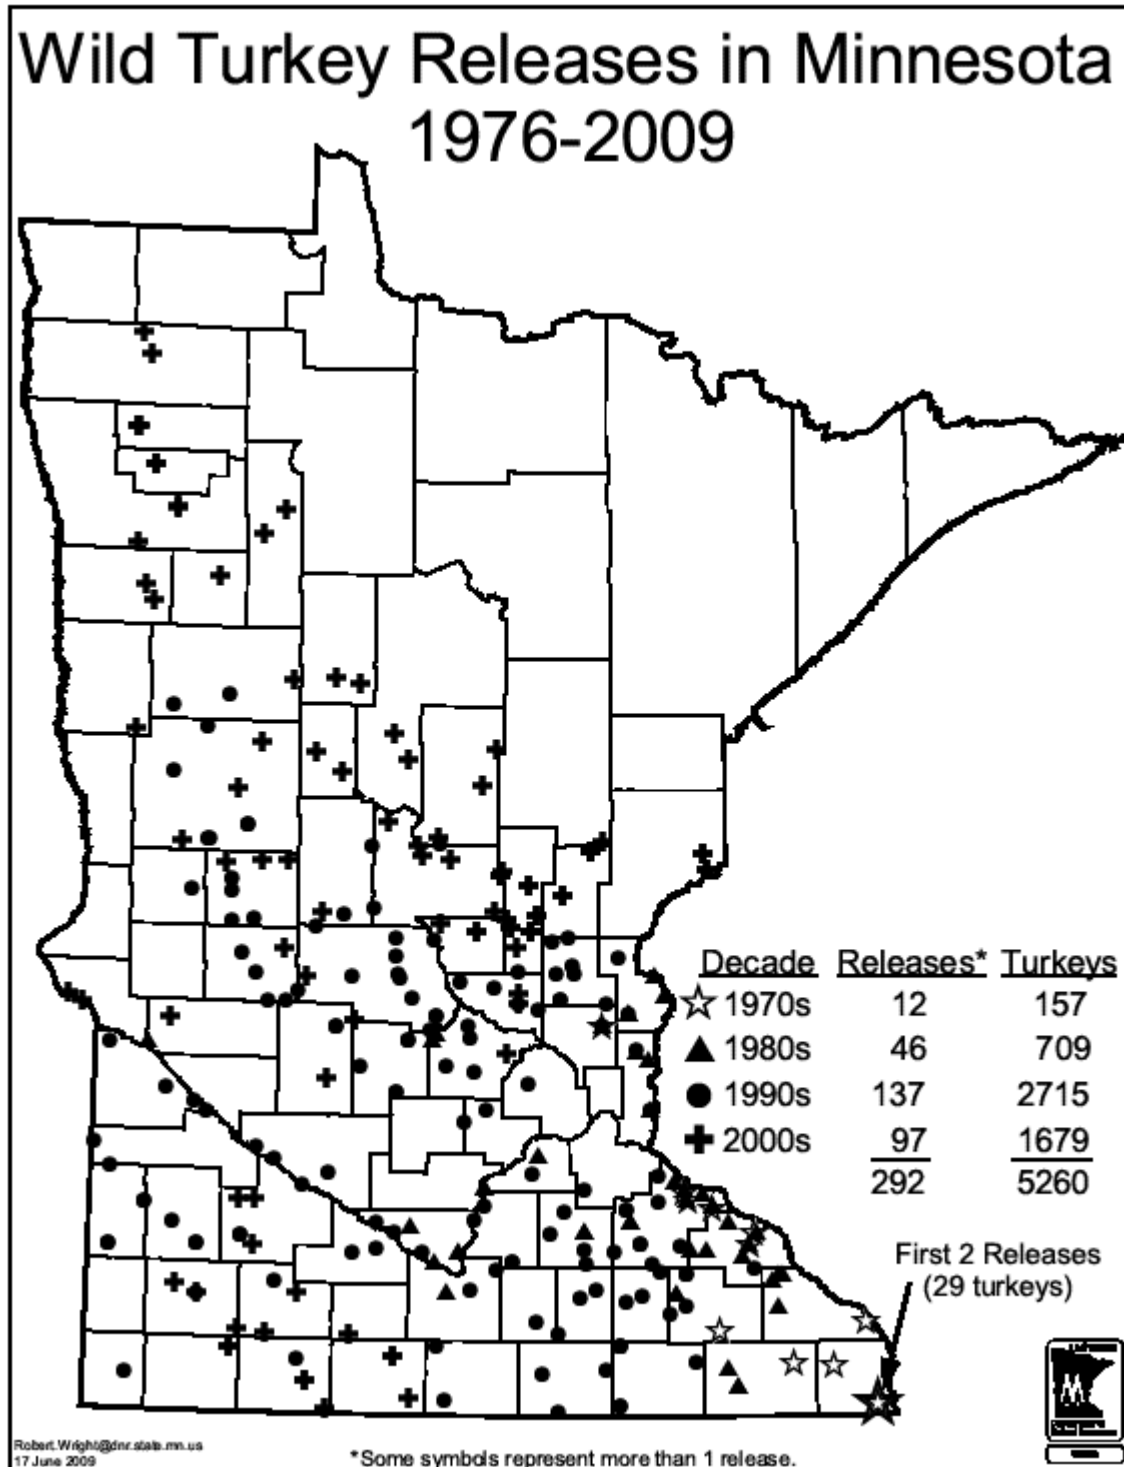 Wild Turkey Releases in Minnesota
1976-2009
Decade Releases* Turkeys
1970s 12 157
1980s 46 709
1990s 137 2715
2000s 97 1679
292 5260
First 2 Releases
(29 turkeys)
Robert.Wright@dnr.state.mn.us
17 June 2009
*Some symbols represent more than 1 release.